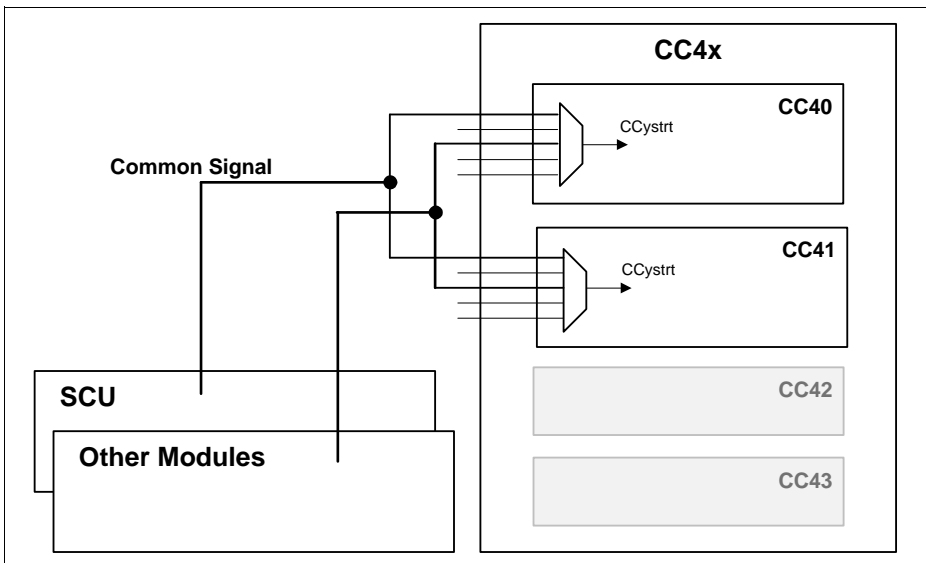 CC4x
CC40
CCystrt
Common Signal
CC41
CCystrt
SCU
CC42
Other Modules
CC43